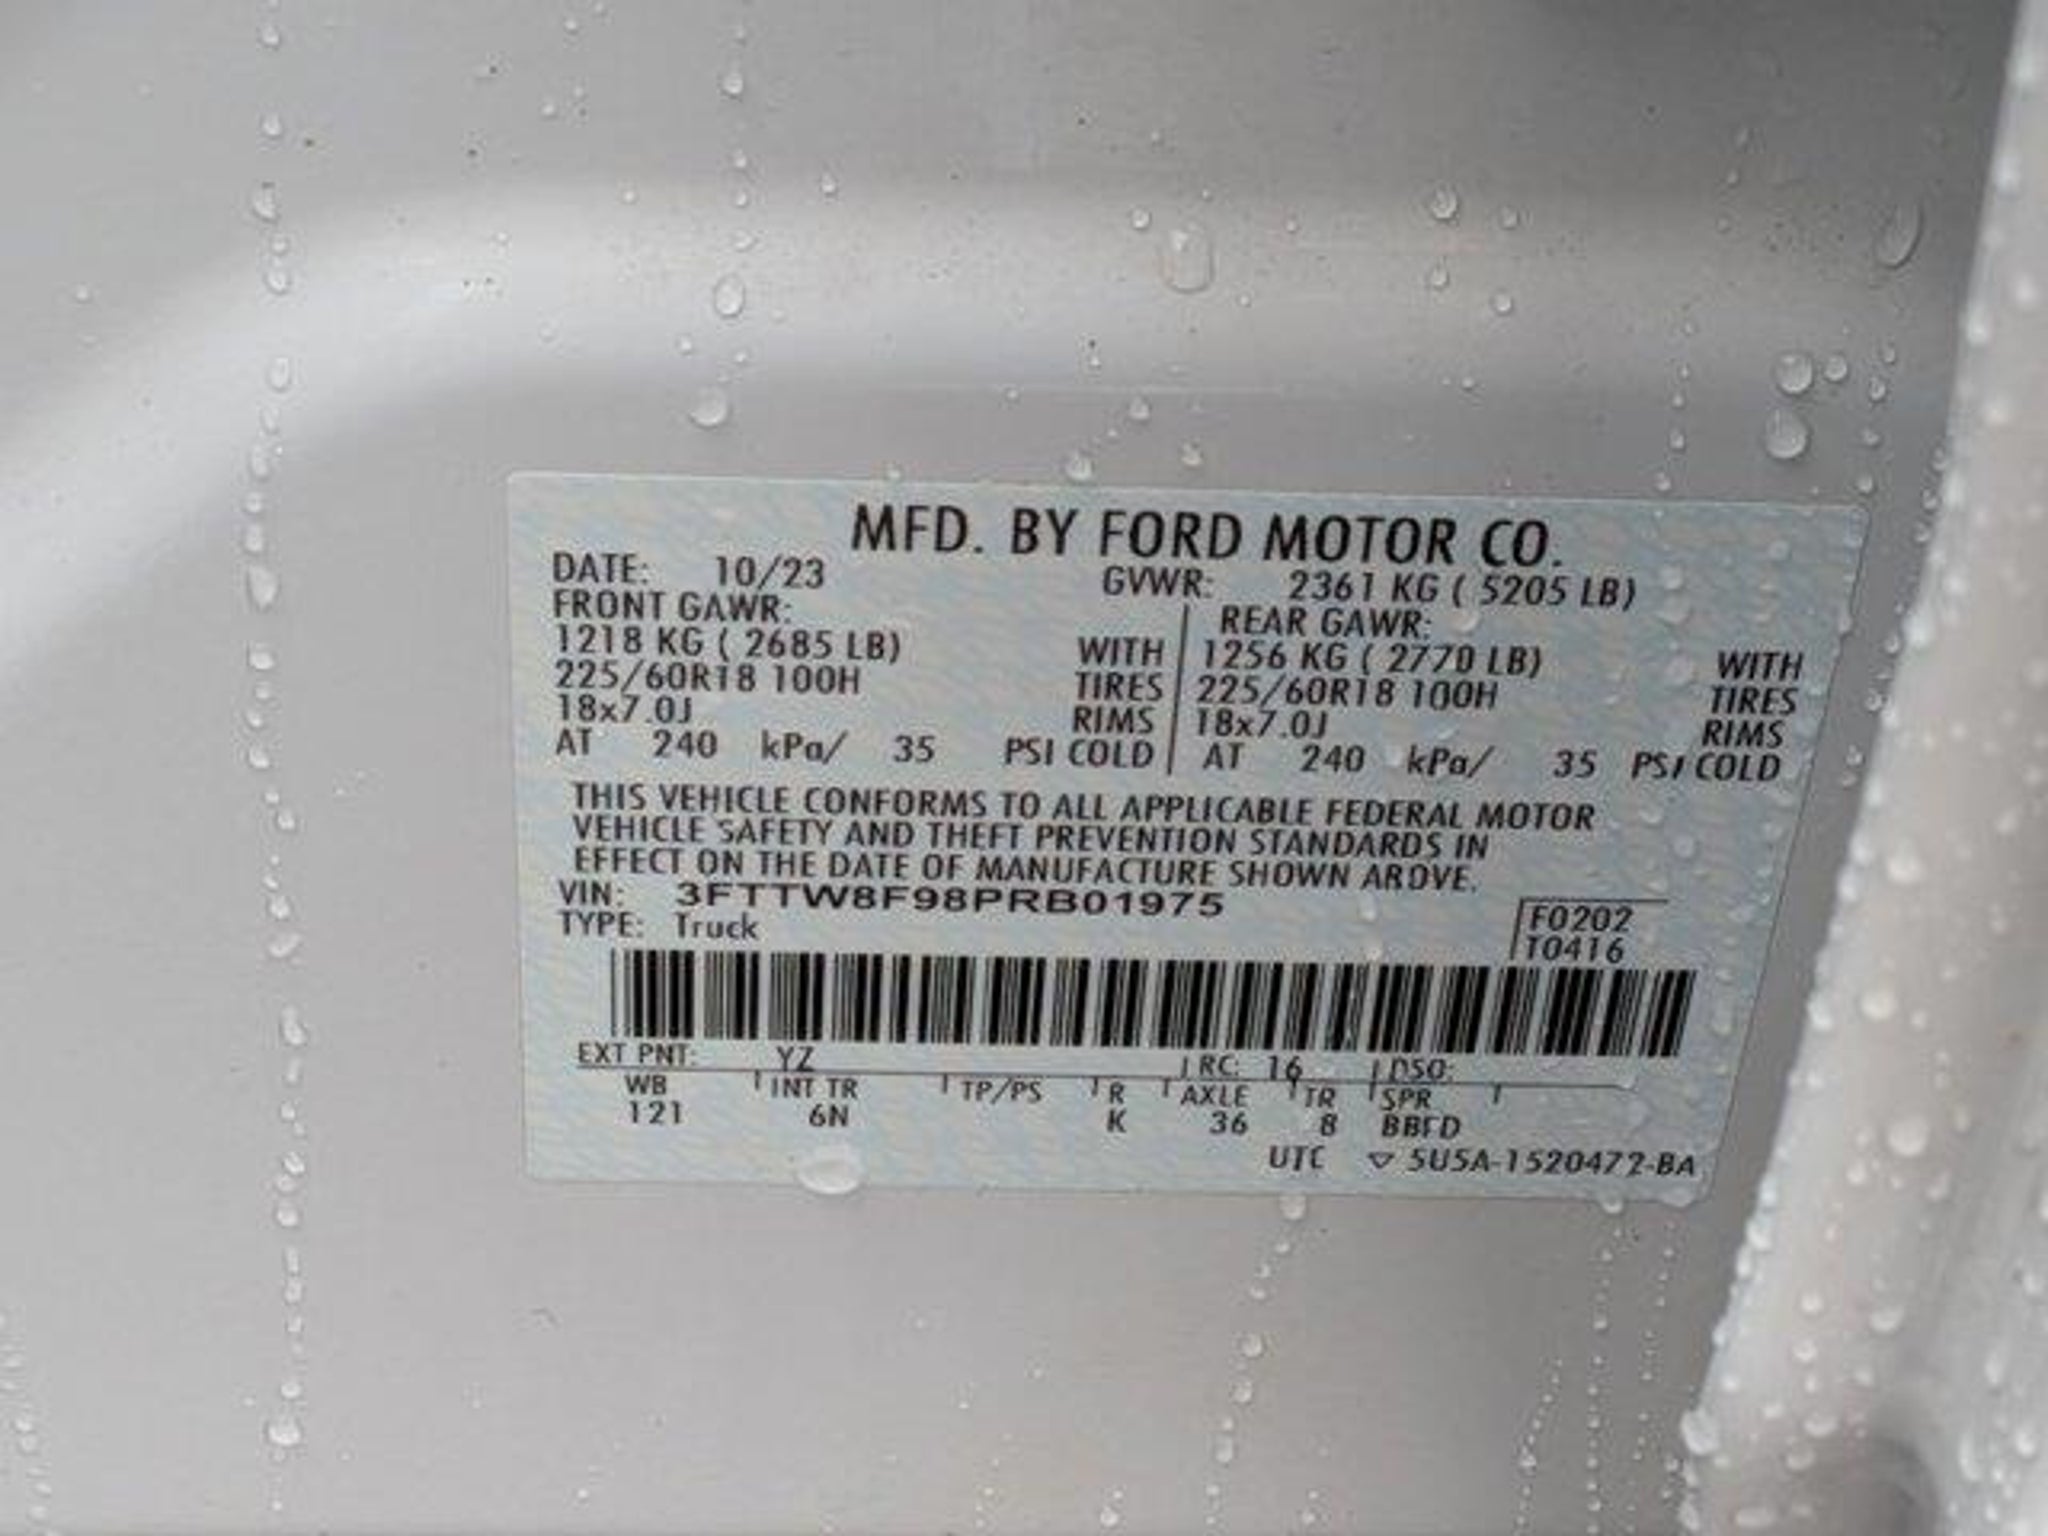 MFD. BY FORD MOTOR CO.
DATE: 10/23 GVWR: 2361 KG ( 5205 LB)
FRONT GAWR: REAR GAWR:
1218 KG ( 2685 LB) WITH 1256 KG ( 2770 LB) WITH
225/60R18 100H TIRES 225/60R18 100H TIRES
18x7.0J RIMS 18x7.0J RIMS
AT 240 kPa/ 35 PSI COLD AT 240 kPa/ 35 PSI COLD
THIS VEHICLE CONFORMS TO ALL APPLICABLE FEDERAL MOTOR
VEHICLE SAFETY AND THEFT PREVENTION STANDARDS IN
EFFECT ON THE DATE OF MANUFACTURE SHOWN ABOVE.
VIN: 3FTTW8F98PRB01975
TYPE: Truck
F0202
T0416
EXT PNT: YZ RC: 16 DSO:
WB INT TR TP/PS R AXLE TR SPR
121 6N K 36 8 BBFD
UTC ▽ 5U5A-1520472-BA